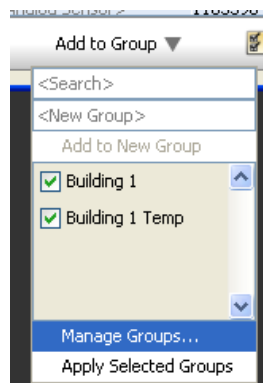 Add to Group ▼
<Search>
<New Group>
Add to New Group
Building 1
Building 1 Temp
Manage Groups...
Apply Selected Groups